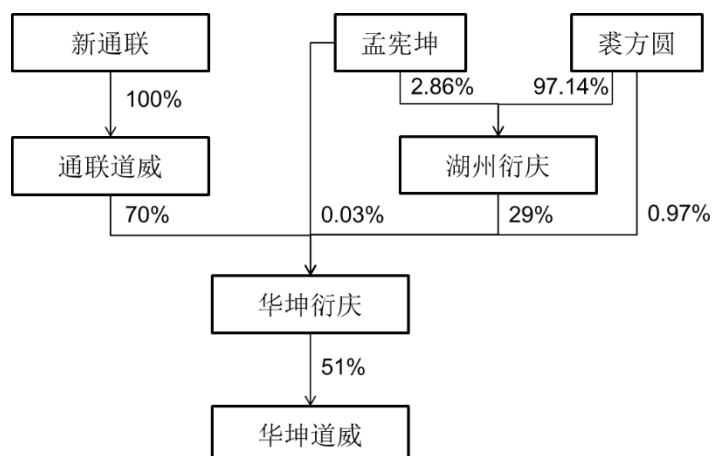 新通联
孟宪坤
裘方圆
100%
2.86%
97.14%
通联道威
湖州衍庆
70%
0.03%
29%
0.97%
华坤衍庆
51%
华坤道威